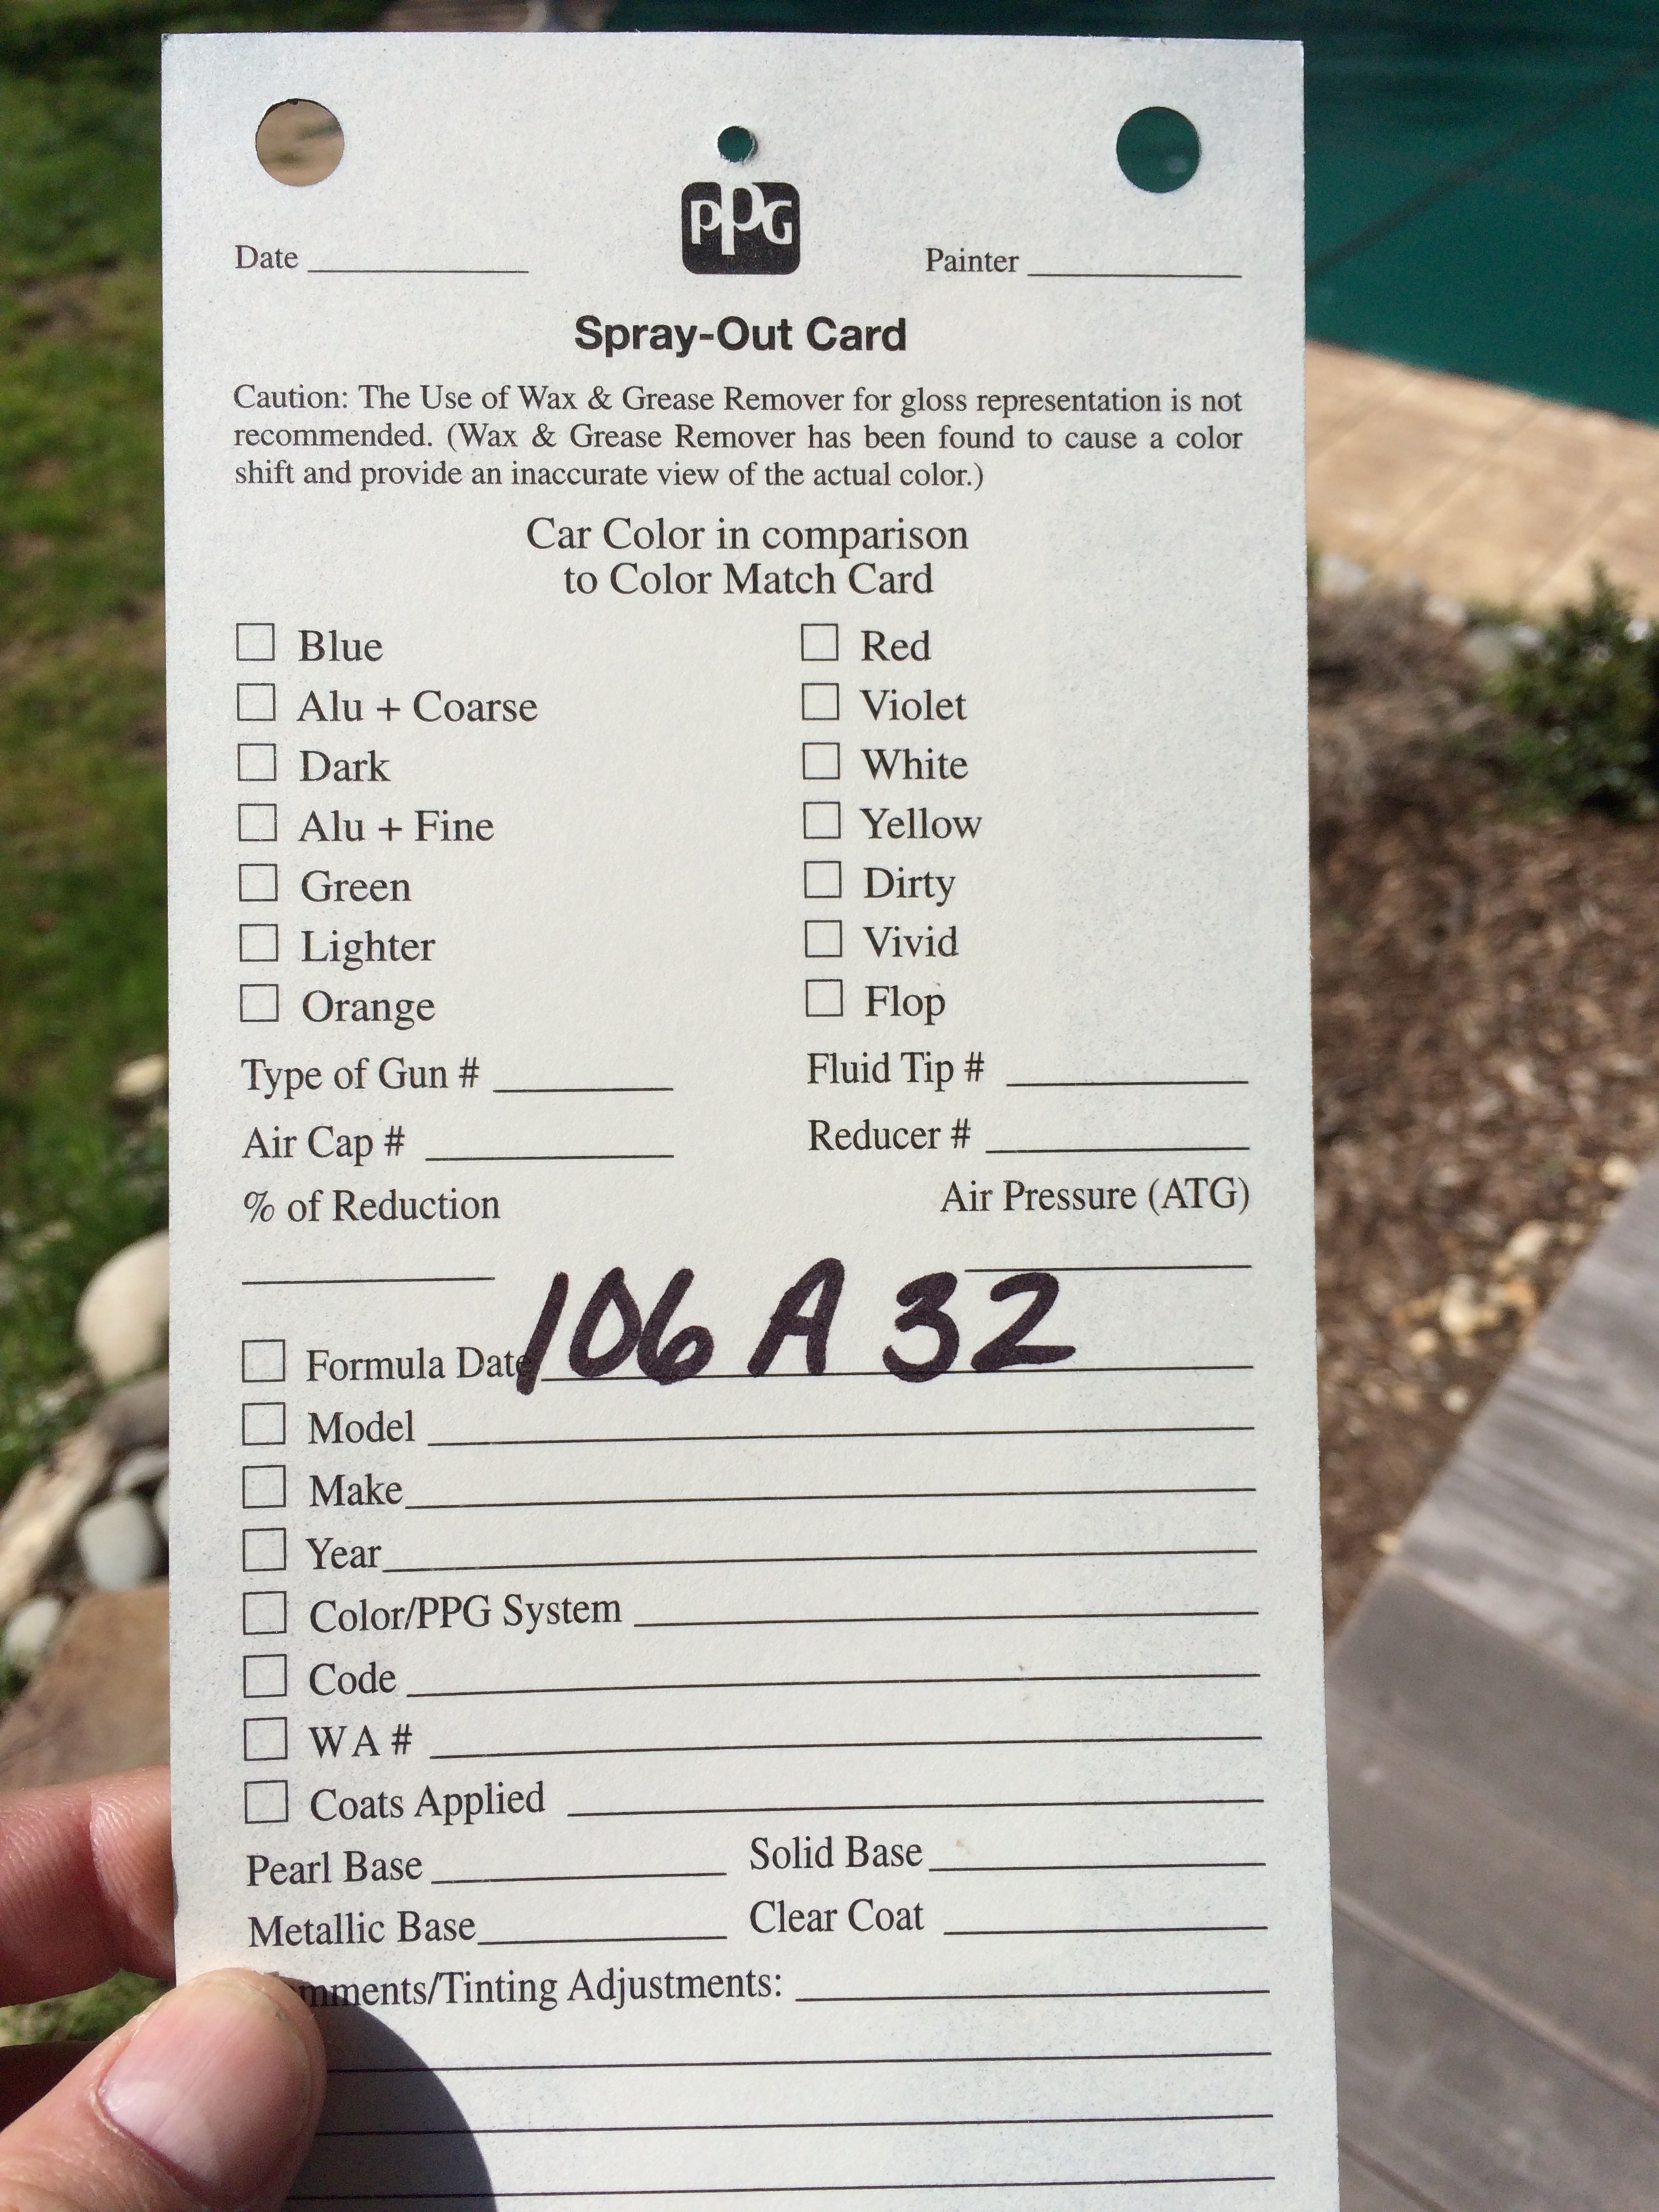 PPG
Date Painter
Spray-Out Card
Caution: The Use of Wax & Grease Remover for gloss representation is not
recommended. (Wax & Grease Remover has been found to cause a color
shift and provide an inaccurate view of the actual color.)
Car Color in comparison
to Color Match Card
Blue Red
Alu + Coarse Violet
Dark White
Alu + Fine Yellow
Green Dirty
Lighter Vivid
Orange Flop
Type of Gun # Fluid Tip #
Air Cap # Reducer #
% of Reduction Air Pressure (ATG)
Formula Date 106 A 32
Model
Make
Year
Color/PPG System
Code
WA #
Coats Applied
Pearl Base Solid Base
Metallic Base Clear Coat
mments/Tinting Adjustments: